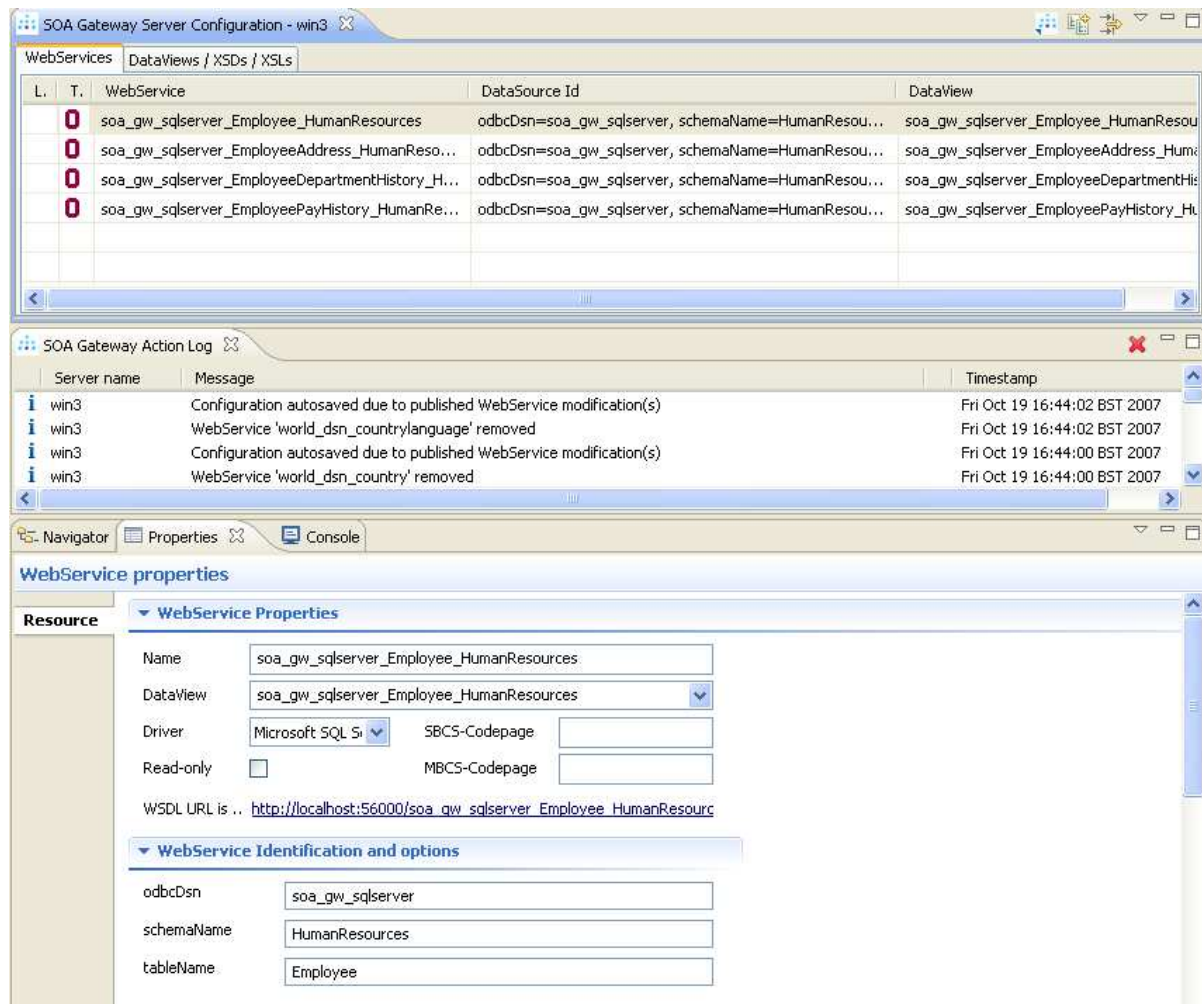 SOA Gateway Server Configuration - win3
WebServices DataViews / XSDs / XSLs
L. T. WebService DataSource Id DataView
soa_gw_sqlserver_Employee_HumanResources odbcDsn=soa_gw_sqlserver, schemaName=HumanResou... soa_gw_sqlserver_Employee_HumanResou
soa_gw_sqlserver_EmployeeAddress_HumanReso... odbcDsn=soa_gw_sqlserver, schemaName=HumanResou... soa_gw_sqlserver_EmployeeAddress_Huma
soa_gw_sqlserver_EmployeeDepartmentHistory_H... odbcDsn=soa_gw_sqlserver, schemaName=HumanResou... soa_gw_sqlserver_EmployeeDepartmentHis
soa_gw_sqlserver_EmployeePayHistory_HumanRe... odbcDsn=soa_gw_sqlserver, schemaName=HumanResou... soa_gw_sqlserver_EmployeePayHistory_Hu
SOA Gateway Action Log
Server name Message Timestamp
win3 Configuration autosaved due to published WebService modification(s) Fri Oct 19 16:44:02 BST 2007
win3 WebService 'world_dsn_countrylanguage' removed Fri Oct 19 16:44:02 BST 2007
win3 Configuration autosaved due to published WebService modification(s) Fri Oct 19 16:44:00 BST 2007
win3 WebService 'world_dsn_country' removed Fri Oct 19 16:44:00 BST 2007
Navigator Properties Console
WebService properties
Resource
WebService Properties
Name soa_gw_sqlserver_Employee_HumanResources
DataView soa_gw_sqlserver_Employee_HumanResources
Driver Microsoft SQL S SBCS-Codepage
Read-only MBCS-Codepage
WSDL URL is .. http://localhost:56000/soa_gw_sqlserver_Employee_HumanResourc
WebService Identification and options
odbcDsn soa_gw_sqlserver
schemaName HumanResources
tableName Employee